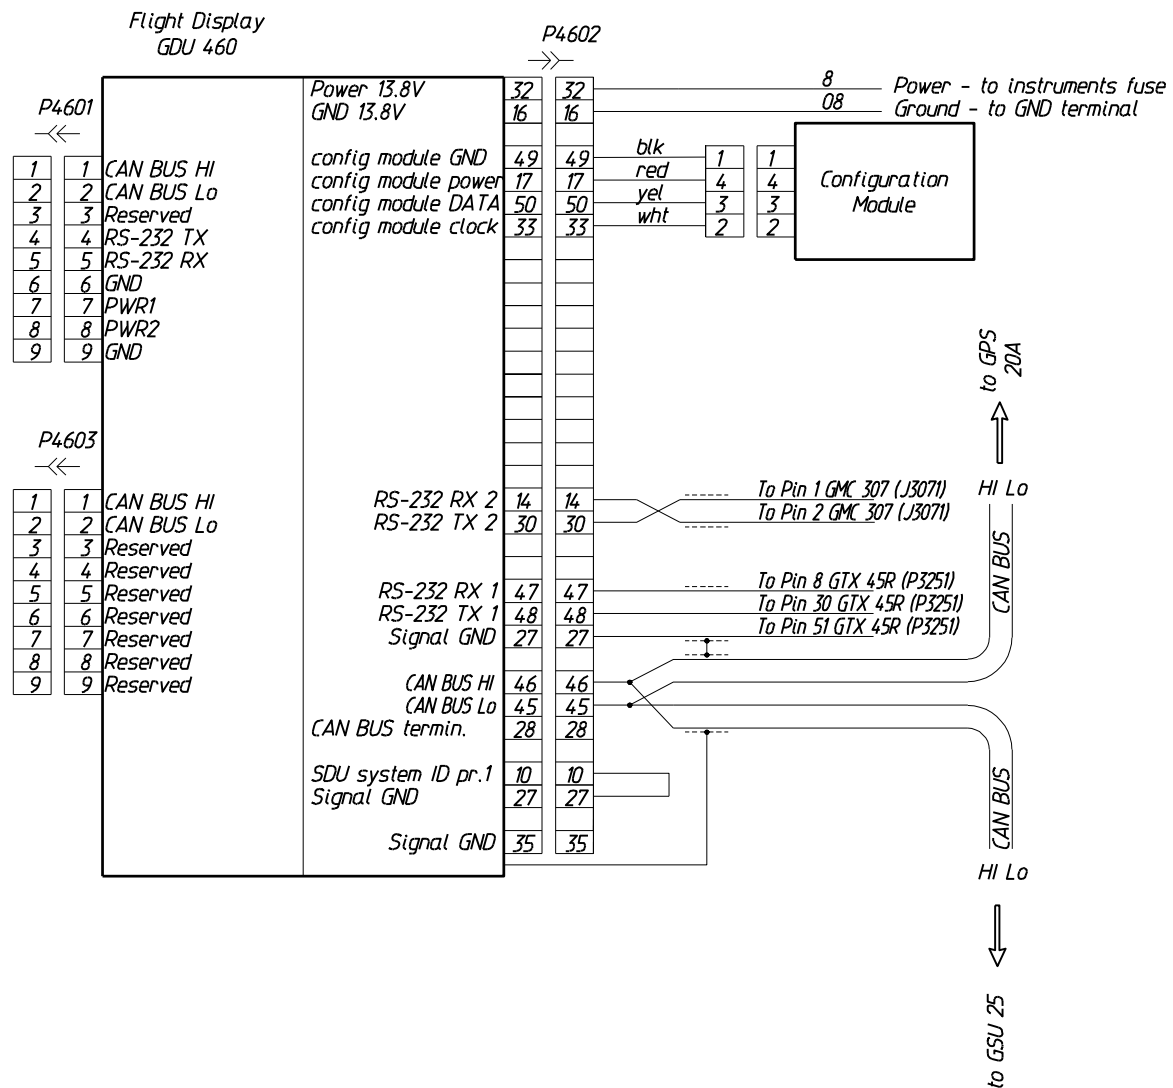 Flight Display
GDU 460
P4602
P4601
1 1 CAN BUS HI
2 2 CAN BUS Lo
3 3 Reserved
4 4 RS-232 TX
5 5 RS-232 RX
6 6 GND
7 7 PWR1
8 8 PWR2
9 9 GND
P4603
1 1 CAN BUS HI
2 2 CAN BUS Lo
3 3 Reserved
4 4 Reserved
5 5 Reserved
6 6 Reserved
7 7 Reserved
8 8 Reserved
9 9 Reserved
Power 13.8V 32 32 8 Power - to instruments fuse
GND 13.8V 16 16 08 Ground - to GND terminal
config module GND 49 49 blk 1 1
config module power 17 17 red 4 4
config module DATA 50 50 yel 3 3
config module clock 33 33 wht 2 2
Configuration
Module
RS-232 RX 2 14 14 To Pin 1 GMC 307 (J3071)
RS-232 TX 2 30 30 To Pin 2 GMC 307 (J3071)
RS-232 RX 1 47 47 To Pin 8 GTX 45R (P3251)
RS-232 TX 1 48 48 To Pin 30 GTX 45R (P3251)
Signal GND 27 27 To Pin 51 GTX 45R (P3251)
CAN BUS HI 46 46
CAN BUS Lo 45 45
CAN BUS termin. 28 28
SDU system ID pr.1 10 10
Signal GND 27 27
Signal GND 35 35
to GPS
20A
HI Lo
CAN BUS
CAN BUS
HI Lo
to GSU 25